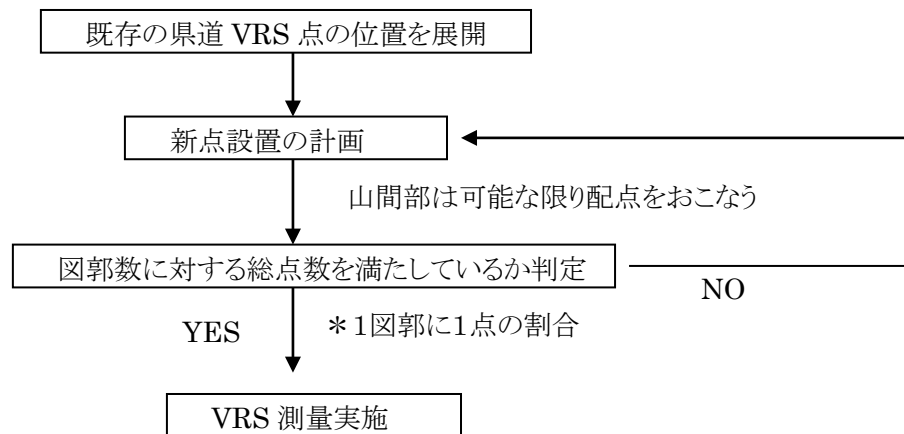 既存の県道 VRS 点の位置を展開
新点設置の計画
山間部は可能な限り配点をおこなう
図郭数に対する総点数を満たしているか判定
NO
YES
＊1図郭に1点の割合
VRS 測量実施